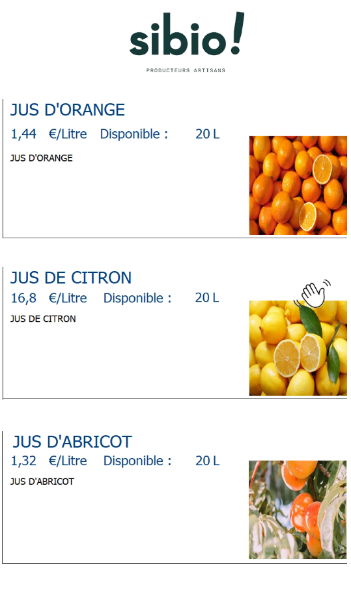 sibio!
PRODUCTEURS ARTISANS
JUS D'ORANGE
1,44 €/Litre Disponible : 20 L
JUS D'ORANGE
JUS DE CITRON
16,8 €/Litre Disponible : 20 L
JUS DE CITRON
JUS D'ABRICOT
1,32 €/Litre Disponible : 20 L
JUS D'ABRICOT